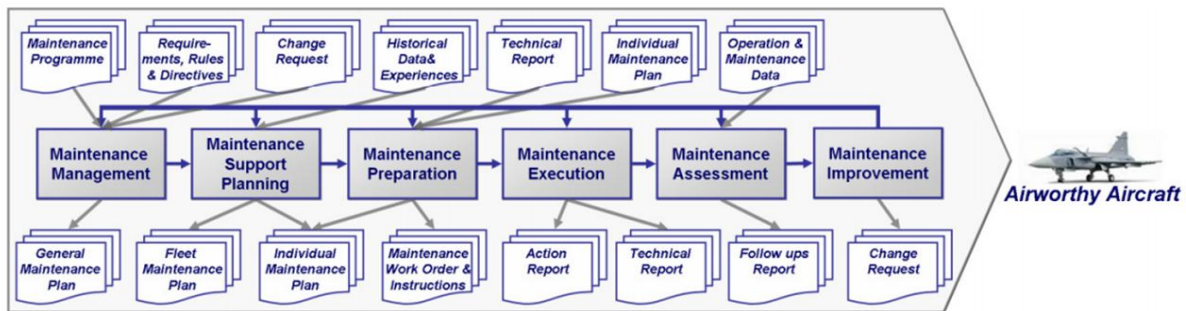 Maintenance
Programme
Require-
ments, Rules
& Directives
Change
Request
Historical
Data&
Experiences
Technical
Report
Individual
Maintenance
Plan
Operation &
Maintenance
Data
Maintenance
Management
Maintenance
Support
Planning
Maintenance
Preparation
Maintenance
Execution
Maintenance
Assessment
Maintenance
Improvement
Airworthy Aircraft
General
Maintenance
Plan
Fleet
Maintenance
Plan
Individual
Maintenance
Plan
Maintenance
Work Order &
Instructions
Action
Report
Technical
Report
Follow ups
Report
Change
Request